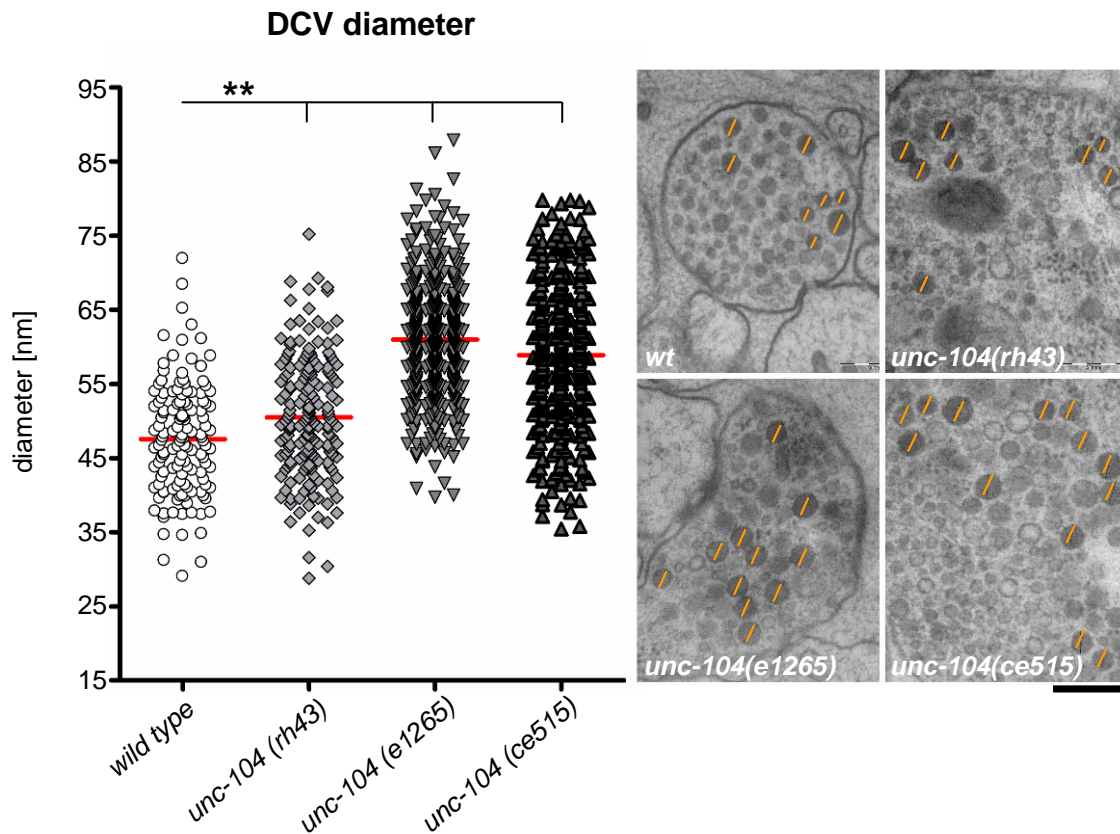 DCV diameter
**
95
85
75
65
55
45
35
25
15
diameter [nm]
wild type
unc-104 (rh43)
unc-104 (e1265)
unc-104 (ce515)
wt
unc-104(rh43)
unc-104(e1265)
unc-104(ce515)